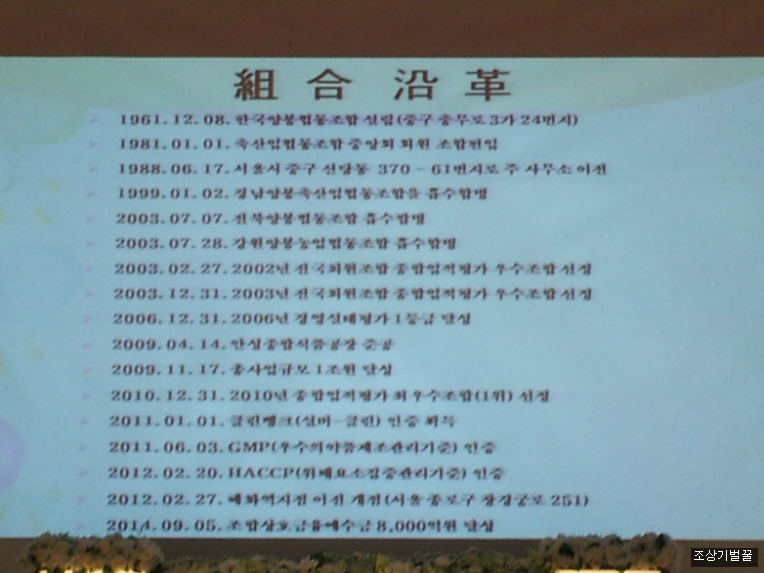 組合沿革
1961.12.08. 한국양봉협동조합 설립(중구 충무로3가 24번지)
1981.01.01. 축산업협동조합 중앙회 회원 조합편입
1988.06.17. 서울시 중구 신당동 370-61번지로 주 사무소 이전
1999.01.02. 경남양봉축산업협동조합을 흡수합병
2003.07.07. 전북양봉협동조합 흡수합병
2003.07.28. 강원양봉농업협동조합 흡수합병
2003.02.27. 2002년 전국회원조합 종합업적평가 우수조합 선정
2003.12.31. 2003년 전국회원조합 종합업적평가 우수조합 선정
2006.12.31. 2006년 경영실태평가 1등급 달성
2009.04.14. 안성종합식품공장 준공
2009.11.17. 총사업규모 1조원 달성
2010.12.31. 2010년 종합업적평가 최우수조합(1위) 선정
2011.01.01. 클린뱅크(실버-클린) 인증 획득
2011.06.03. GMP(우수의약품제조관리기준) 인증
2012.02.20. HACCP(위해요소집중관리기준) 인증
2012.02.27. 혜화역지점 이전 개점(서울 종로구 창경궁로 251)
2014.09.05. 조합상호금융예수금 8,000억원 달성
조상기벌꿀